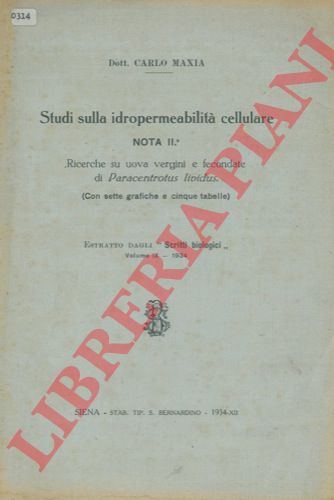 0314
Dott. CARLO MAXIA
Studi sulla idropermeabilità cellulare
NOTA II.ª
Ricerche su uova vergini e fecondate
di Paracentrotus lividus.
(Con sette grafiche e cinque tabelle)
ESTRATTO DAGLI " Scritti biologici „
Volume IX - 1934
SIENA - STAB. TIP. S. BERNARDINO - 1934-XII
LIBRERIA PIANI